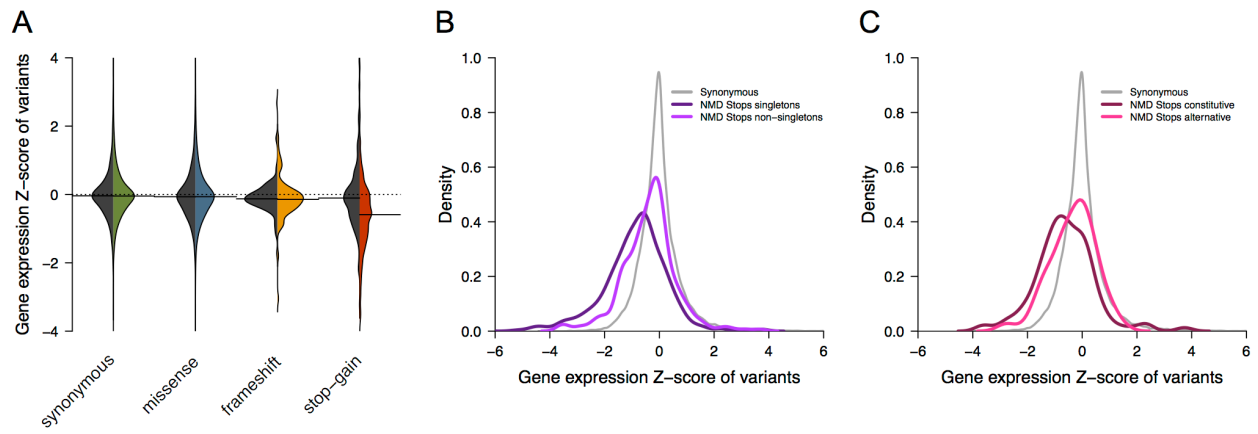 A
Gene expression Z−score of variants
4
2
0
−2
−4
synonymous
missense
frameshift
stop−gain
B
Density
1.0
0.8
0.6
0.4
0.2
0.0
Synonymous
NMD Stops singletons
NMD Stops non−singletons
−6
−4
−2
0
2
4
6
Gene expression Z−score of variants
C
Density
1.0
0.8
0.6
0.4
0.2
0.0
Synonymous
NMD Stops constitutive
NMD Stops alternative
−6
−4
−2
0
2
4
6
Gene expression Z−score of variants